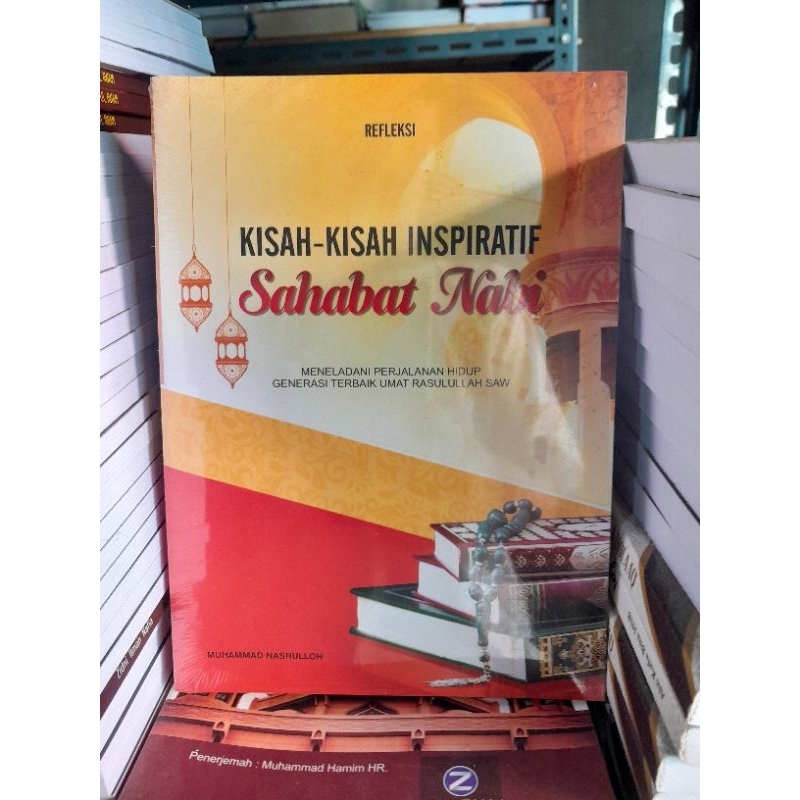 REFLEKSI
KISAH-KISAH INSPIRATIF
Sahabat Nabi
MENELADANI PERJALANAN HIDUP
GENERASI TERBAIK UMAT RASULULLAH SAW
MUHAMMAD NASRULLOH
Penerjemah : Muhammad Hamim HR.
Z